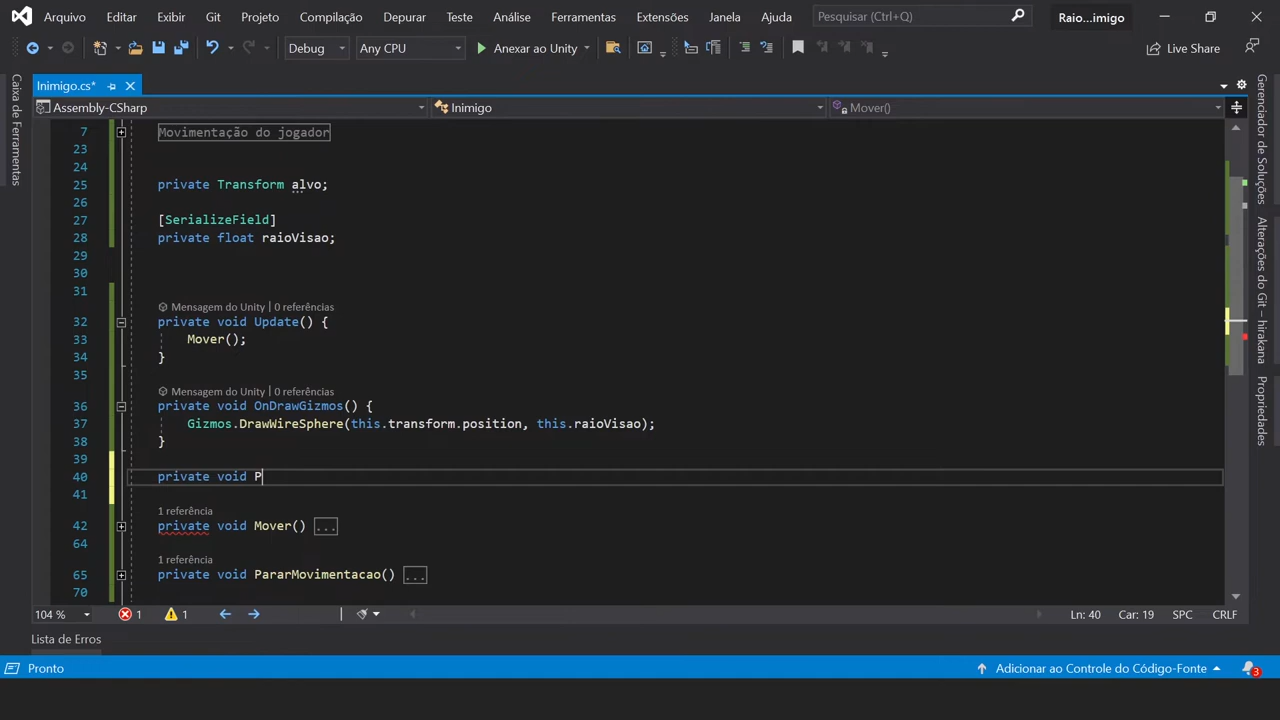 Arquivo Editar Exibir Git Projeto Compilação Depurar Teste Análise Ferramentas Extensões Janela Ajuda Pesquisar (Ctrl+Q) Raio...imigo
Debug Any CPU Anexar ao Uso Unity Live Share
Inimigo.cs*
Assembly-CSharp Inimigo Mover()
7 Movimentação do jogador
23
24
25 private Transform alvo;
26
27 [SerializeField]
28 private float raioVisao;
29
30
31
Mensagem do Unity | 0 referências
32 private void Update() {
33 Mover();
34 }
35
Mensagem do Unity | 0 referências
36 private void OnDrawGizmos() {
37 Gizmos.DrawWireSphere(this.transform.position, this.raioVisao);
38 }
39
40 private void P
41
1 referência
42 private void Mover() ...
64
1 referência
65 private void PararMovimentacao() ...
70
104 % 1 1 Ln: 40 Car: 19 SPC CRLF
Lista de Erros
Pronto Adicionar ao Controle do Código-Fonte 3
Caixa de Ferramentas
Gerenciador de Soluções
Alterações do Git – hirakana
Propriedades